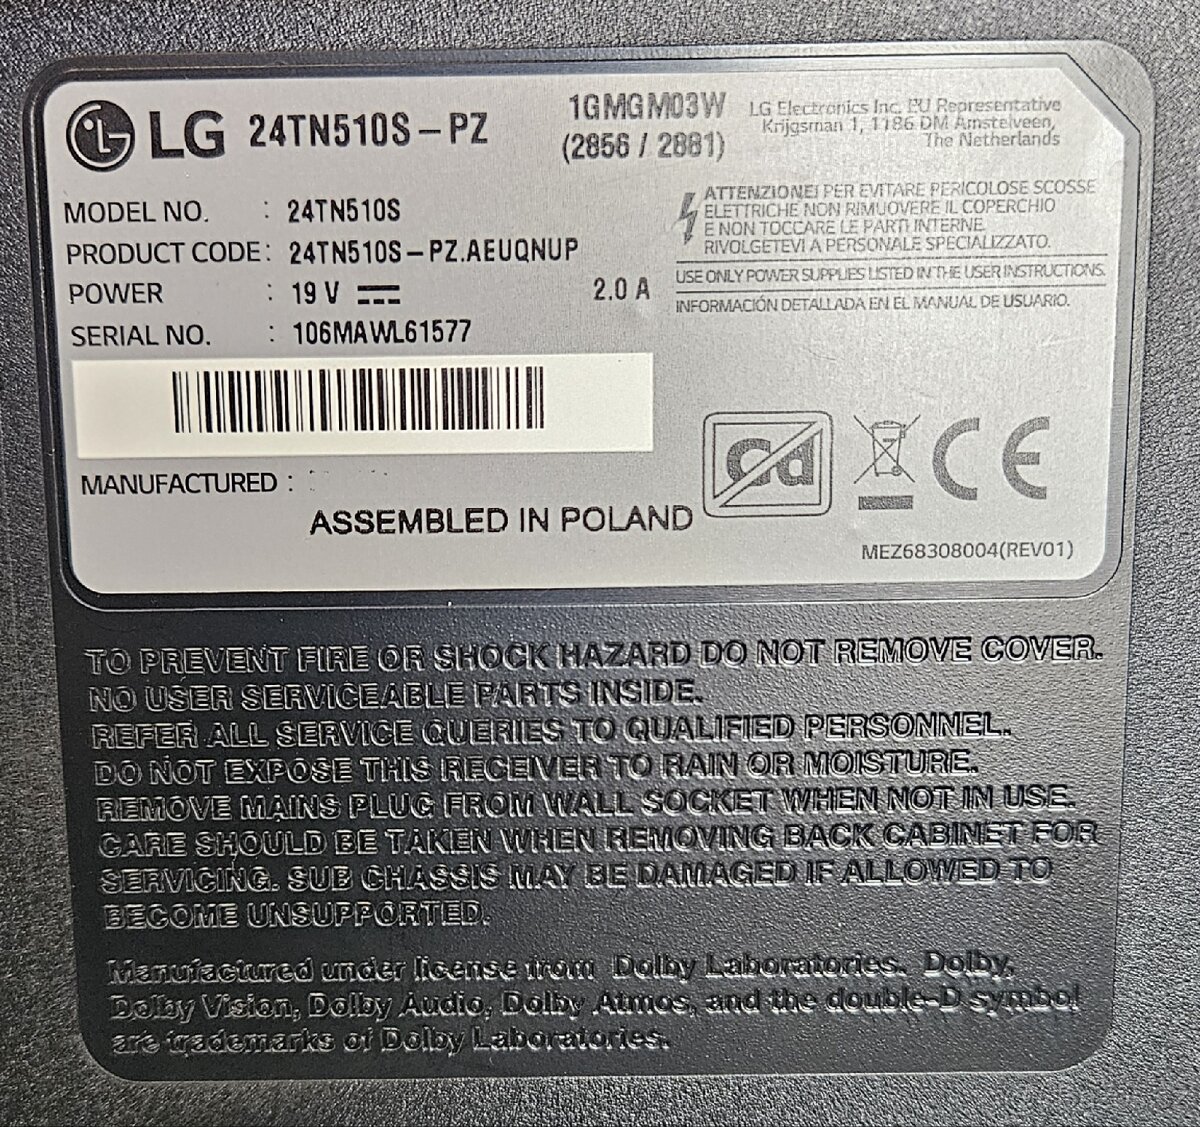 LG 24TN510S-PZ
1GMGM03W
(2856 / 2881)
LG Electronics Inc. EU Representative
Krijgsman 1, 1186 DM Amstelveen,
The Netherlands
MODEL NO. : 24TN510S
PRODUCT CODE : 24TN510S-PZ.AEUQNUP
POWER : 19 V 2.0 A
SERIAL NO. : 106MAWL61577
MANUFACTURED :
ASSEMBLED IN POLAND
ATTENZIONE! PER EVITARE PERICOLOSE SCOSSE
ELETTRICHE NON RIMUOVERE IL COPERCHIO
E NON TOCCARE LE PARTI INTERNE.
RIVOLGETEVI A PERSONALE SPECIALIZZATO.
USE ONLY POWER SUPPLIES LISTED IN THE USER INSTRUCTIONS.
INFORMACIÓN DETALLADA EN EL MANUAL DE USUARIO.
Cd
CE
MEZ68308004(REV01)
TO PREVENT FIRE OR SHOCK HAZARD DO NOT REMOVE COVER.
NO USER SERVICEABLE PARTS INSIDE.
REFER ALL SERVICE QUERIES TO QUALIFIED PERSONNEL.
DO NOT EXPOSE THIS RECEIVER TO RAIN OR MOISTURE.
REMOVE MAINS PLUG FROM WALL SOCKET WHEN NOT IN USE.
CARE SHOULD BE TAKEN WHEN REMOVING BACK CABINET FOR
SERVICING. SUB CHASSIS MAY BE DAMAGED IF ALLOWED TO
BECOME UNSUPPORTED.
Manufactured under license from Dolby Laboratories. Dolby,
Dolby Vision, Dolby Audio, Dolby Atmos, and the double-D symbol
are trademarks of Dolby Laboratories.